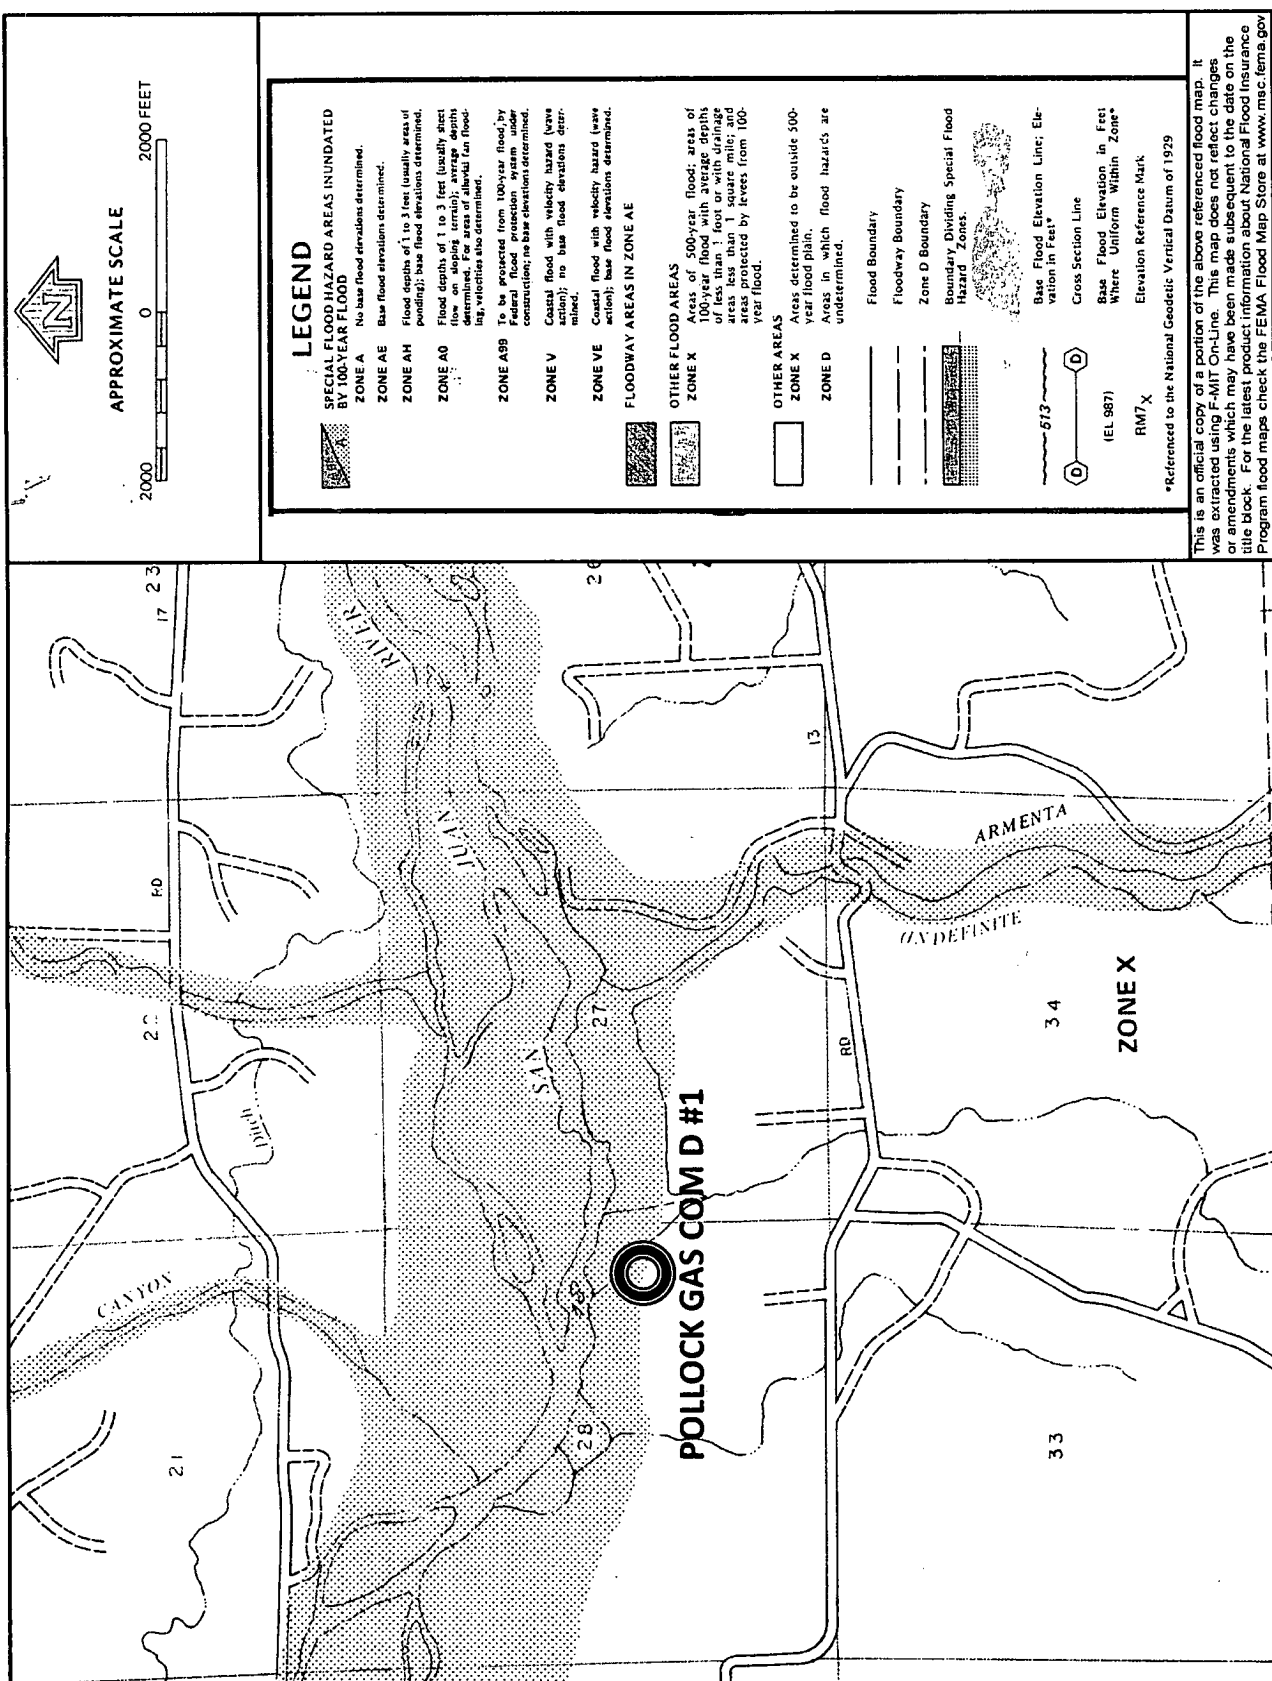 N
APPROXIMATE SCALE
2000 0 2000 FEET
LEGEND
SPECIAL FLOOD HAZARD AREAS INUNDATED
BY 100-YEAR FLOOD
ZONE A No base flood elevations determined.
ZONE AE Base flood elevations determined.
ZONE AH Flood depths of 1 to 3 feet (usually areas of
ponding); base flood elevations determined.
ZONE AO Flood depths of 1 to 3 feet (usually sheet
flow on sloping terrain); average depths
determined. For areas of alluvial fan flood-
ing, velocities also determined.
ZONE A99 To be protected from 100-year flood by
Federal flood protection system under
construction; no base elevations determined.
ZONE V Coastal flood with velocity hazard (wave
action); no base flood elevations deter-
mined.
ZONE VE Coastal flood with velocity hazard (wave
action); base flood elevations determined.
FLOODWAY AREAS IN ZONE AE
OTHER FLOOD AREAS
ZONE X Areas of 500-year flood; areas of
100-year flood with average depths
of less than 1 foot or with drainage
areas less than 1 square mile; and
areas protected by levees from 100-
year flood.
OTHER AREAS
ZONE X Areas determined to be outside 500-
year flood plain.
ZONE D Areas in which flood hazards are
undetermined.
Flood Boundary
Floodway Boundary
Zone D Boundary
Boundary Dividing Special Flood
Hazard Zones.
513 Base Flood Elevation Line; Ele-
vation in Feet*
D D Cross Section Line
(EL 987) Base Flood Elevation in Feet
Where Uniform Within Zone*
RM7X Elevation Reference Mark
*Referenced to the National Geodetic Vertical Datum of 1929
This is an official copy of a portion of the above referenced flood map. It
was extracted using F-MIT On-Line. This map does not reflect changes
or amendments which may have been made subsequent to the date on the
title block. For the latest product information about National Flood Insurance
Program flood maps check the FEMA Flood Map Store at www.msc.fema.gov
21
CANYON
Ditch
22
RD
17
23
28
SAN
JUAN
RIVER
27
26
POLLOCK GAS COM D #1
RD
13
33
34
ZONE X
UNDEFINITE
ARMENTA